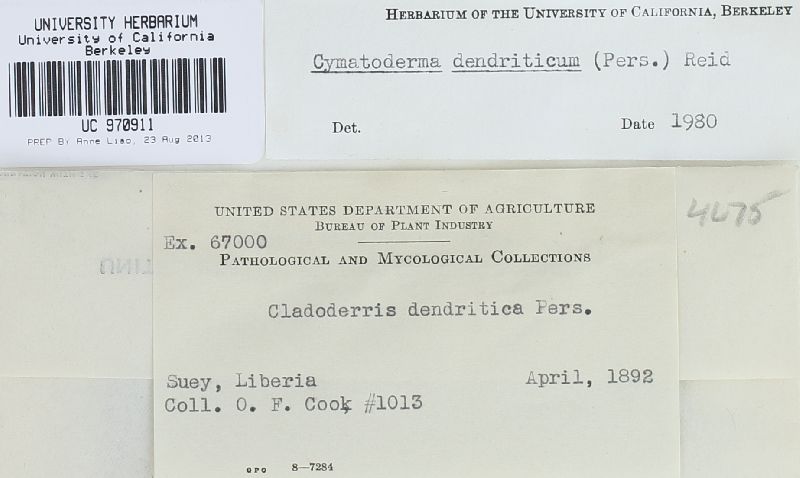 UNIVERSITY HERBARIUM
University of California
Berkeley
UC 970911
PREP BY Anne Liao, 23 Aug 2013
HERBARIUM OF THE UNIVERSITY OF CALIFORNIA, BERKELEY
Cymatoderma dendriticum (Pers.) Reid
Det.
Date 1980
4675
UNITED STATES DEPARTMENT OF AGRICULTURE
BUREAU OF PLANT INDUSTRY
Ex. 67000
PATHOLOGICAL AND MYCOLOGICAL COLLECTIONS
Cladoderris dendritica Pers.
Suey, Liberia April, 1892
Coll. O. F. Cook #1013
GPO 8-7284